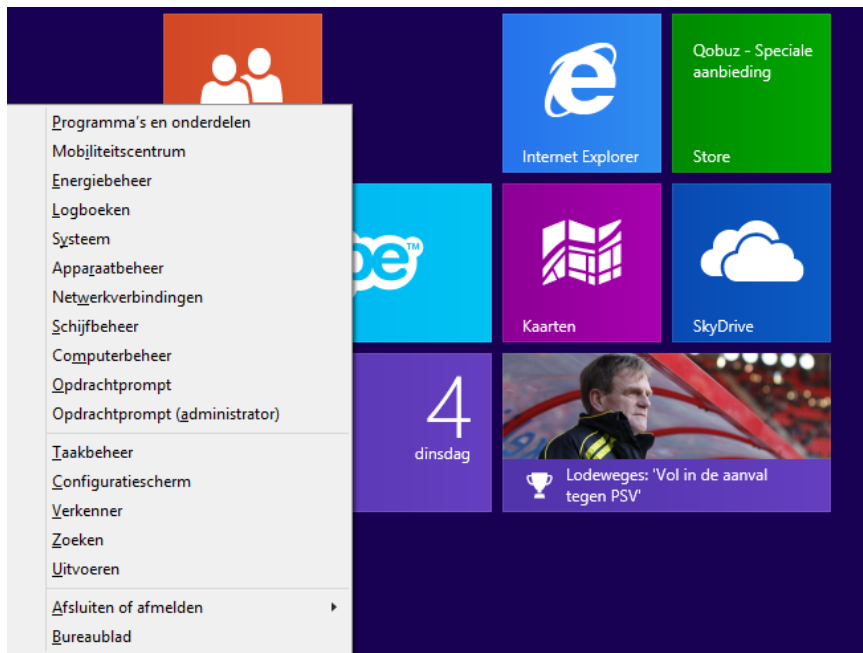 Programma's en onderdelen
Mobiliteitscentrum
Energiebeheer
Logboeken
Systeem
Apparaatbeheer
Netwerkverbindingen
Schijfbeheer
Computerbeheer
Opdrachtprompt
Opdrachtprompt (administrator)
Taakbeheer
Configuratiescherm
Verkenner
Zoeken
Uitvoeren
Afsluiten of afmelden
Bureaublad
Internet Explorer
Qobuz - Speciale
aanbieding
Store
pe™
Kaarten
SkyDrive
4
dinsdag
Lodeweges: 'Vol in de aanval
tegen PSV'